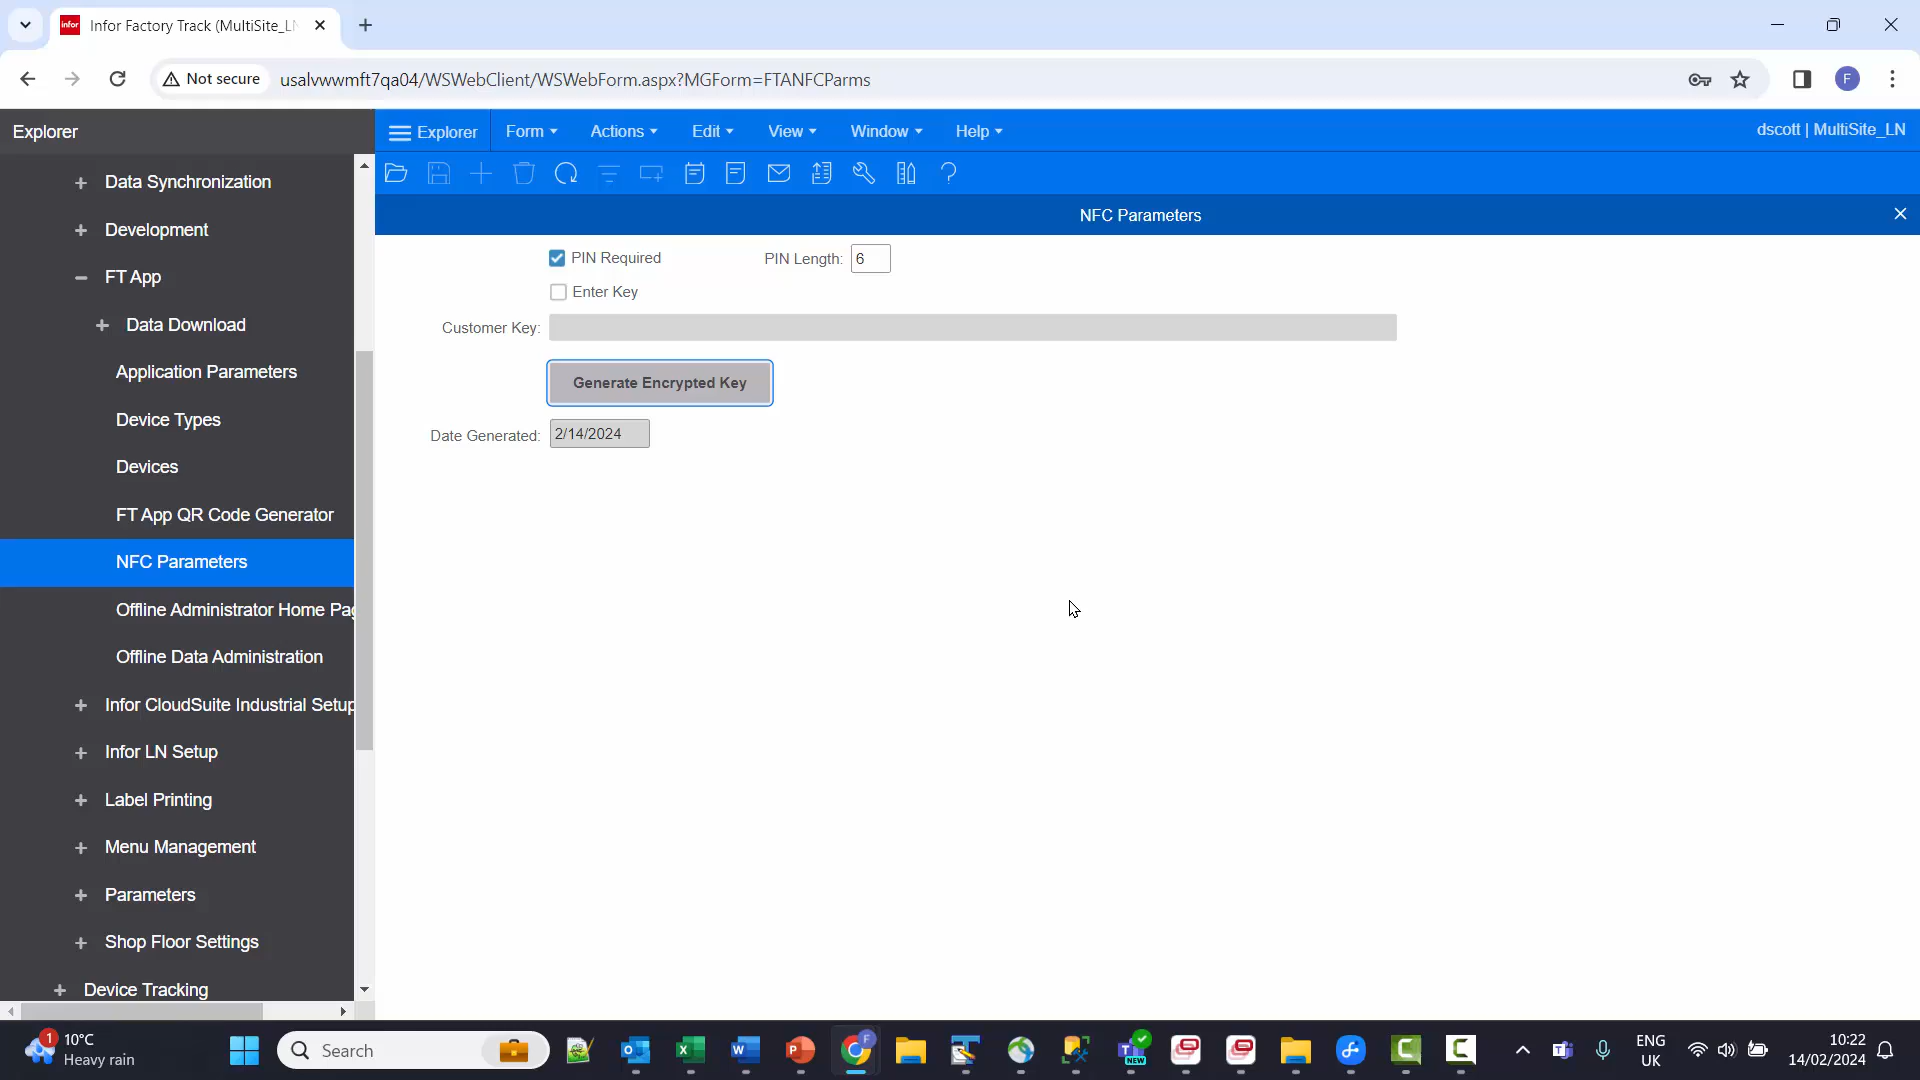 infor Infor Factory Track (MultiSite_LN
Not secure usalvwwmft7qa04/WSWebClient/WSWebForm.aspx?MGForm=FTANFCParms F
Explorer
Explorer Form Actions Edit View Window Help dscott | MultiSite_LN
NFC Parameters
Data Synchronization
Development
FT App
Data Download
Application Parameters
Device Types
Devices
FT App QR Code Generator
NFC Parameters
Offline Administrator Home Pag
Offline Data Administration
Infor CloudSuite Industrial Setup
Infor LN Setup
Label Printing
Menu Management
Parameters
Shop Floor Settings
Device Tracking
PIN Required PIN Length: 6
Enter Key
Customer Key:
Generate Encrypted Key
Date Generated: 2/14/2024
1 10°C
Heavy rain
Search
NEW
ENG
UK
10:22
14/02/2024